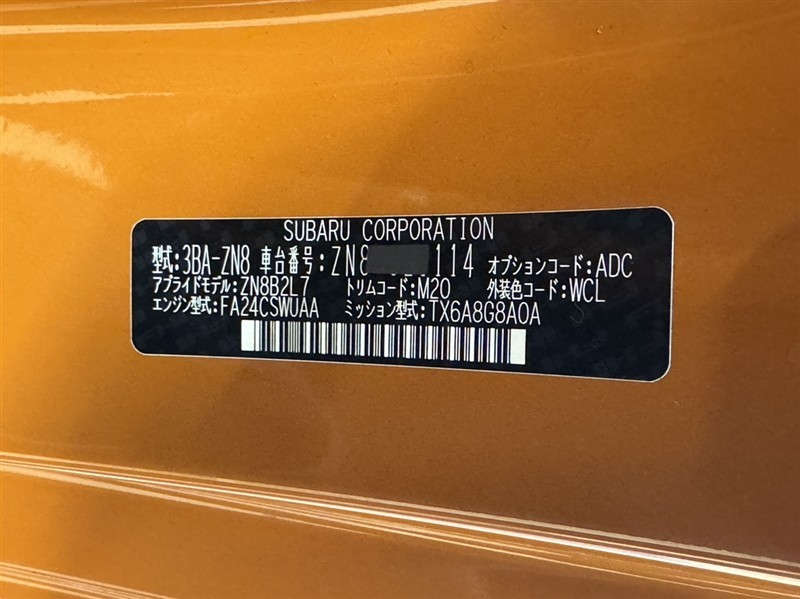 SUBARU CORPORATION
型式:3BA-ZN8 車台番号:ZN8 114 オプションコード:ADC
アプライドモデル:ZN8B2L7 トリムコード:M20 外装色コード:WCL
エンジン型式:FA24CSWUAA ミッション型式:TX6A8G8A0A